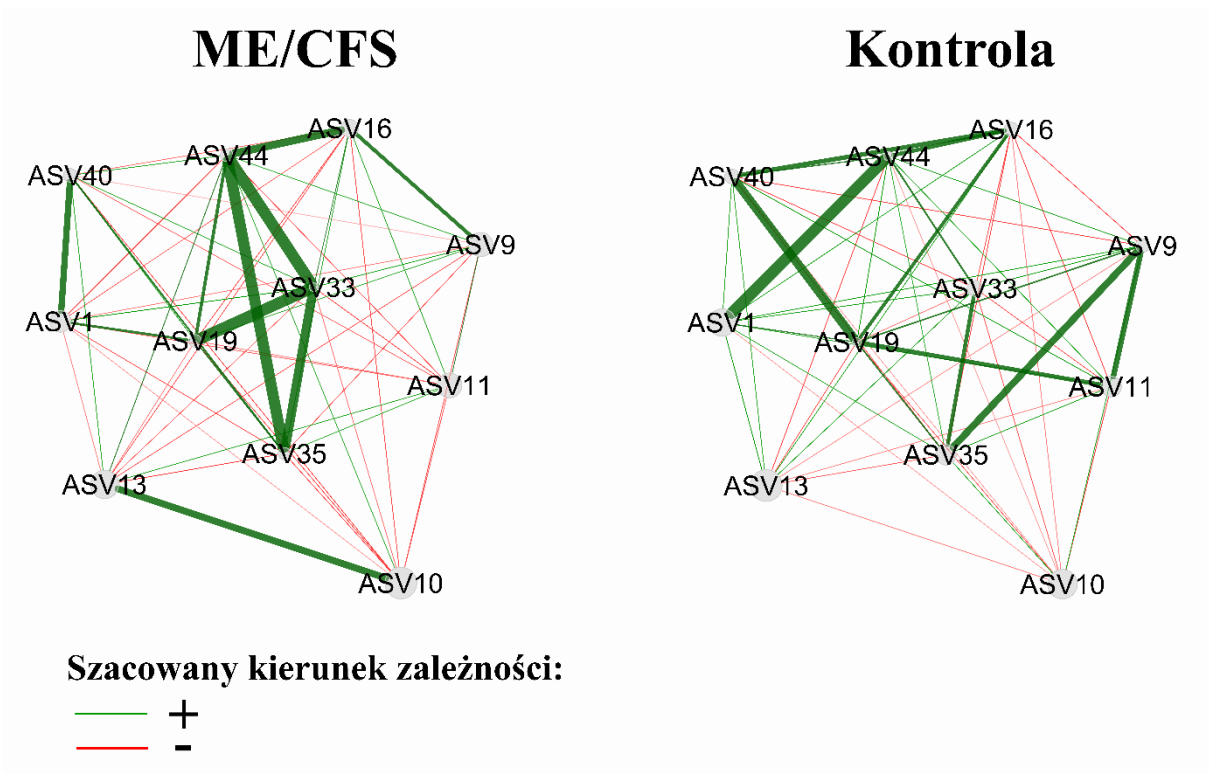 ME/CFS
Kontrola
ASV16
ASV44
ASV40
ASV9
ASV33
ASV1
ASV19
ASV11
ASV35
ASV13
ASV10
ASV16
ASV44
ASV40
ASV9
ASV33
ASV1
ASV19
ASV11
ASV35
ASV13
ASV10
Szacowany kierunek zależności:
+
-